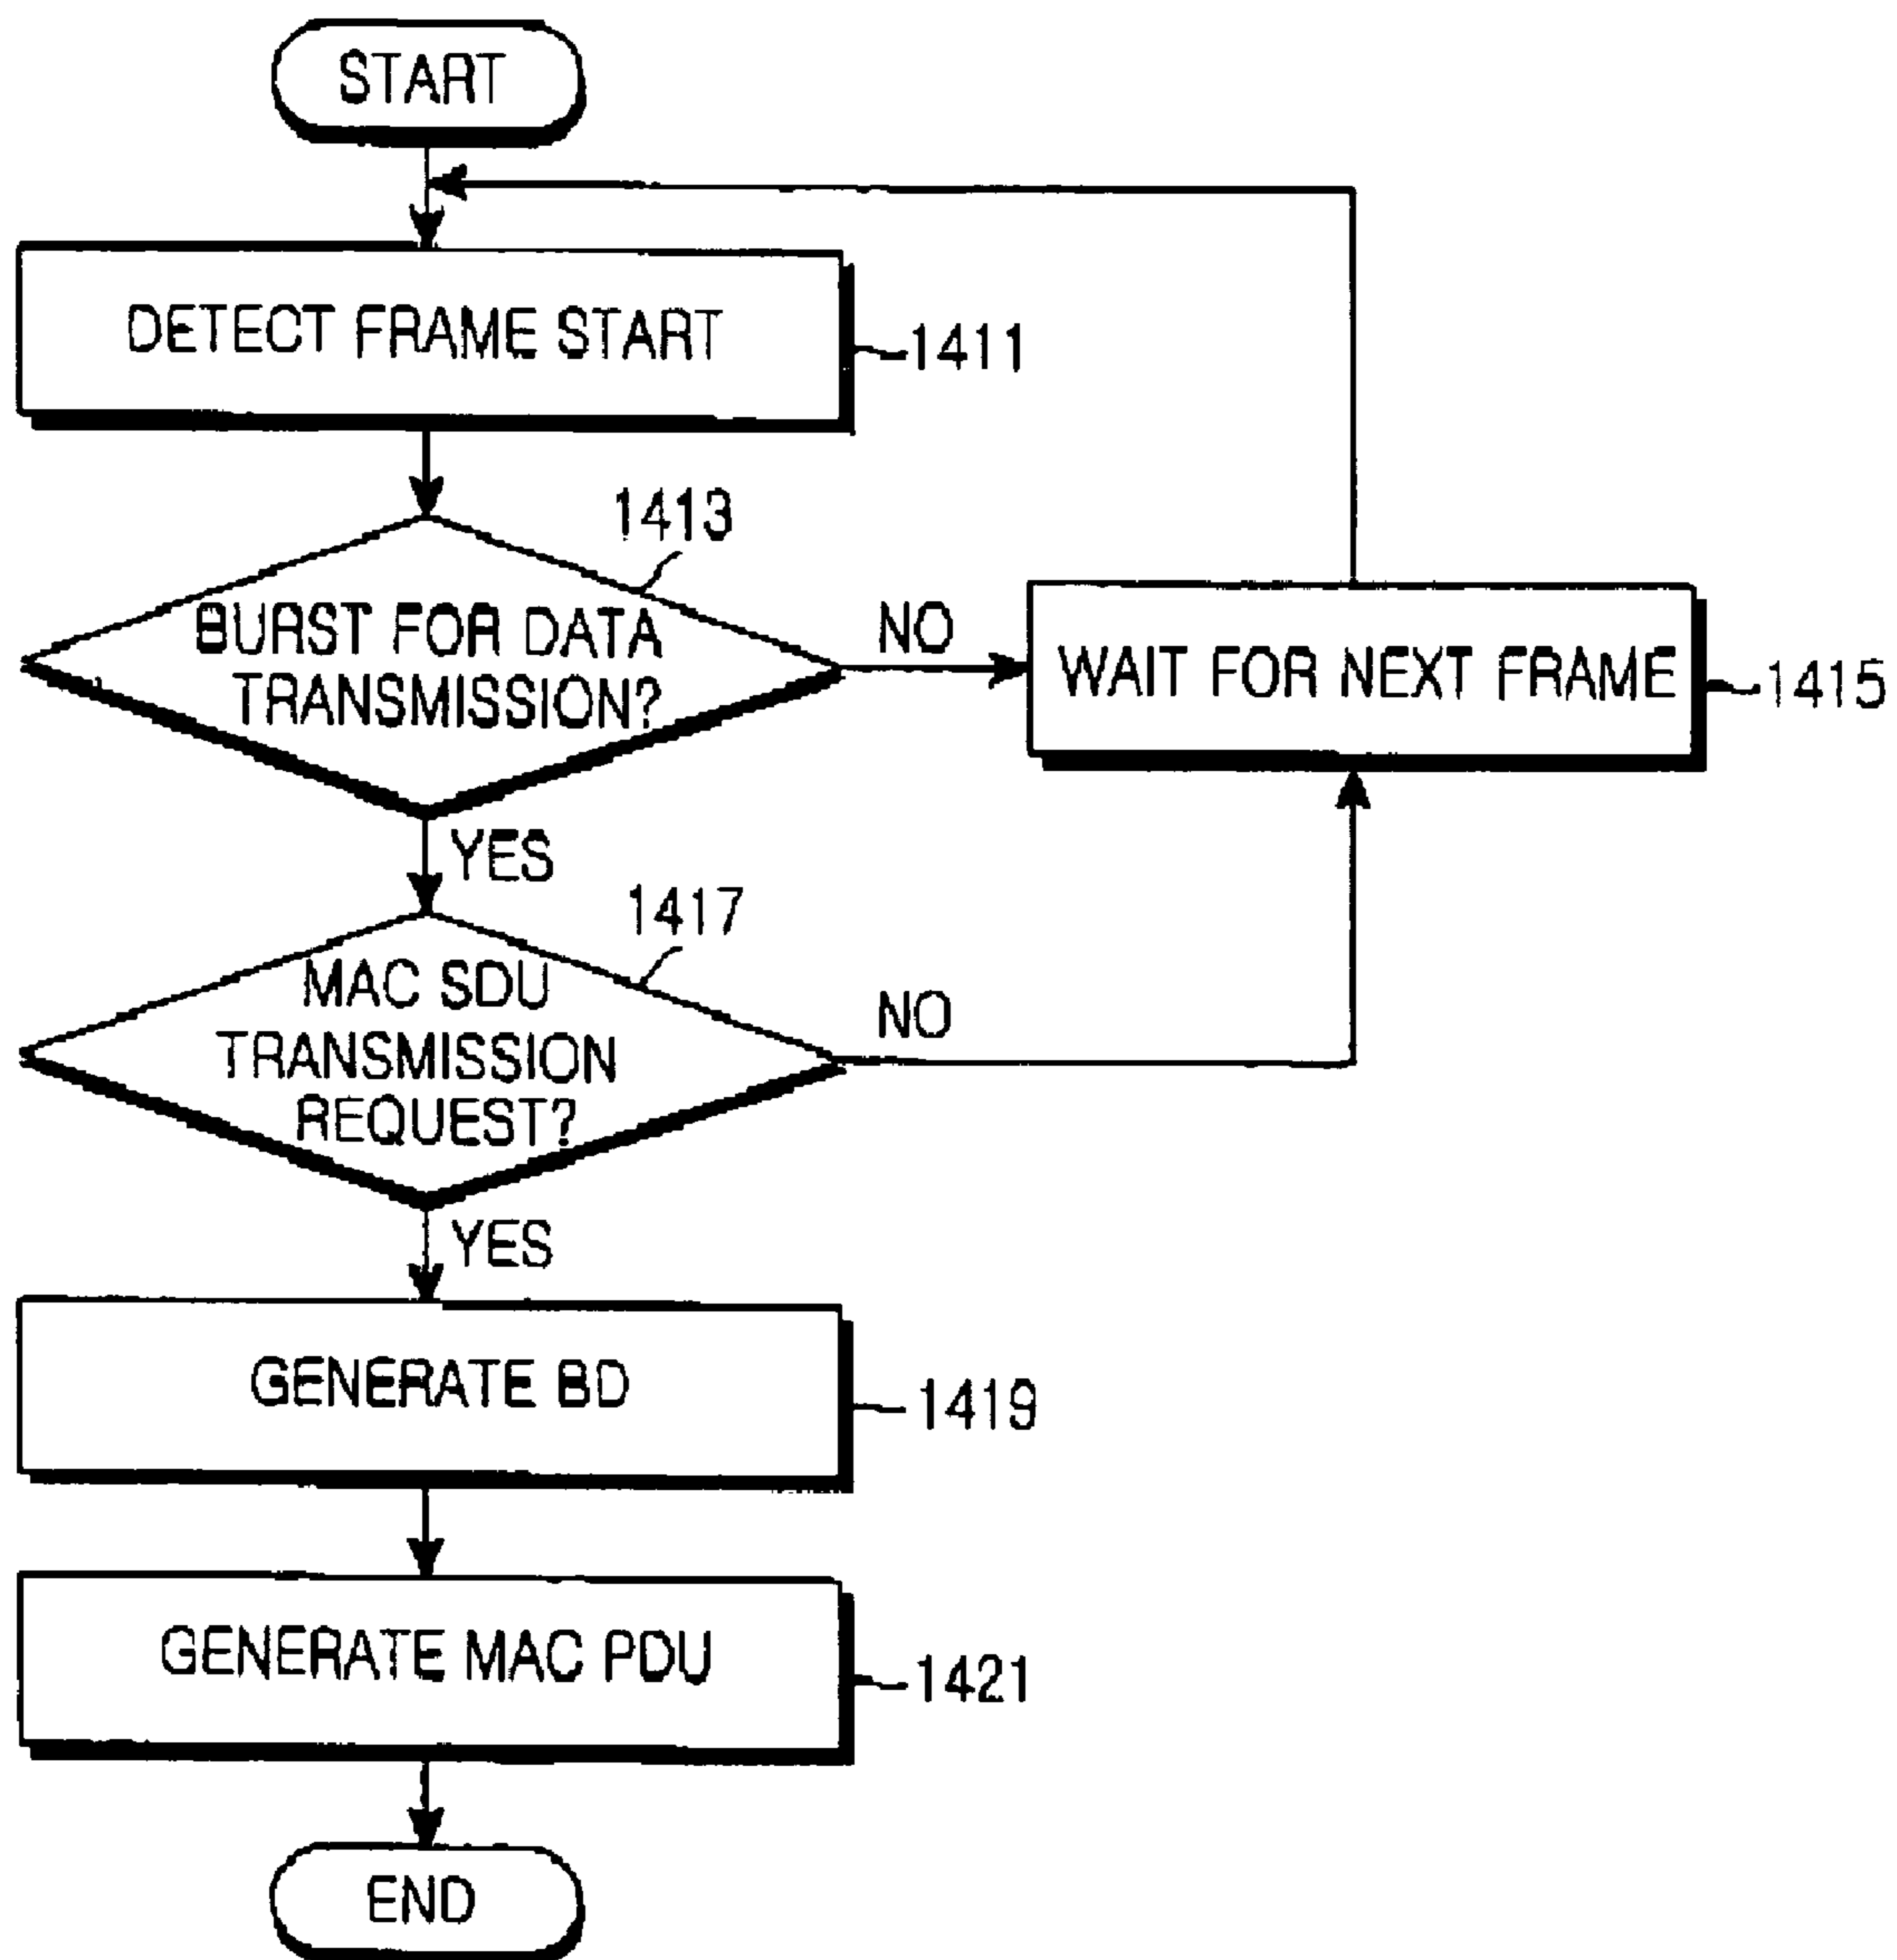 START
DETECT FRAME START
1411
1413
BURST FOR DATA
TRANSMISSION?
NO
WAIT FOR NEXT FRAME
1415
YES
1417
MAC SDU
TRANSMISSION
REQUEST?
NO
YES
GENERATE BD
1419
GENERATE MAC PDU
1421
END